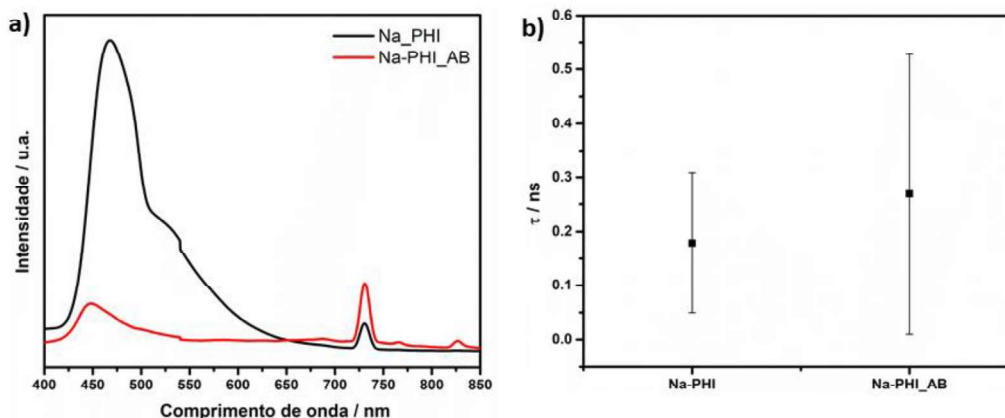 a)
Na_PHI
Na-PHI_AB
Intensidade / u.a.
400 450 500 550 600 650 700 750 800 850
Comprimento de onda / nm
b)
0.6
0.5
0.4
0.3
0.2
0.1
0.0
τ / ns
Na-PHI Na-PHI_AB